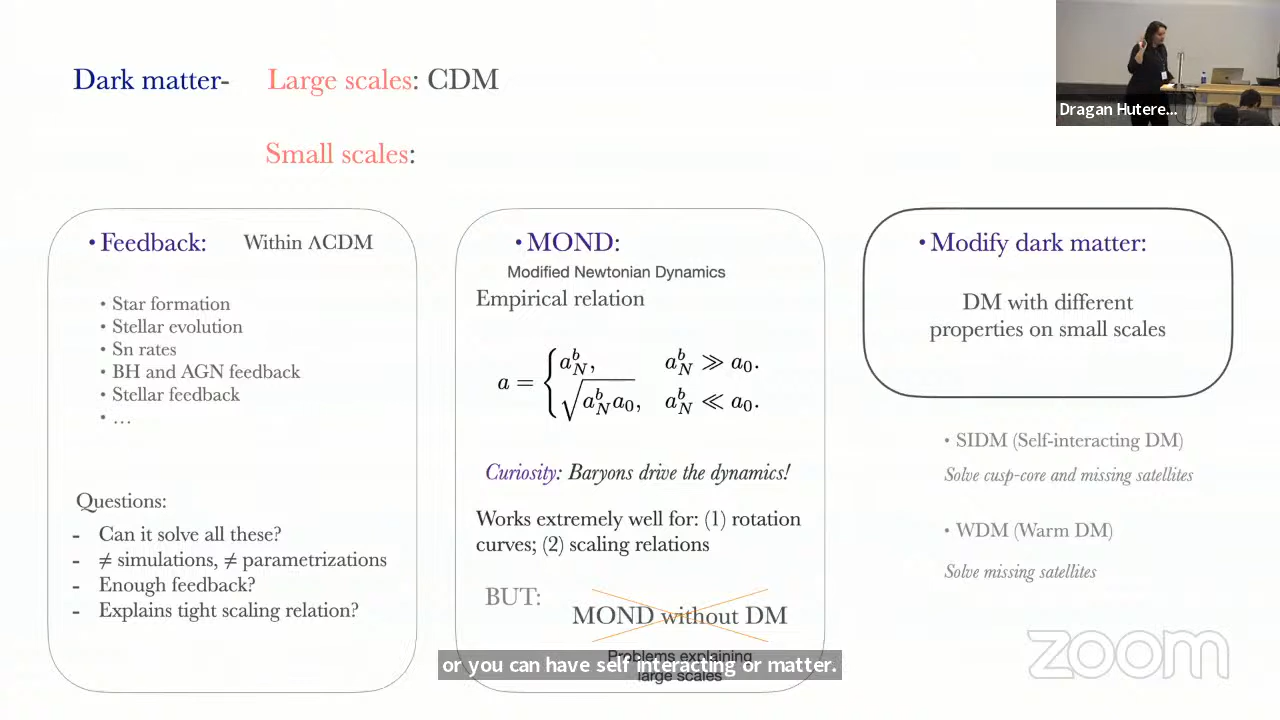 Dark matter- Large scales: CDM
Dragan Hutere...
Small scales:
• Feedback: Within ΛCDM
• Star formation
• Stellar evolution
• Sn rates
• BH and AGN feedback
• Stellar feedback
• ...
Questions:
- Can it solve all these?
- ≠ simulations, ≠ parametrizations
- Enough feedback?
- Explains tight scaling relation?
• MOND:
Modified Newtonian Dynamics
Empirical relation
a = { a_N^b, a_N^b ≫ a_0.
√(a_N^b a_0), a_N^b ≪ a_0.
Curiosity: Baryons drive the dynamics!
Works extremely well for: (1) rotation
curves; (2) scaling relations
BUT:
MOND without DM
Problems explaining
large scales
• Modify dark matter:
DM with different
properties on small scales
• SIDM (Self-interacting DM)
Solve cusp-core and missing satellites
• WDM (Warm DM)
Solve missing satellites
zoom
or you can have self interacting or matter.